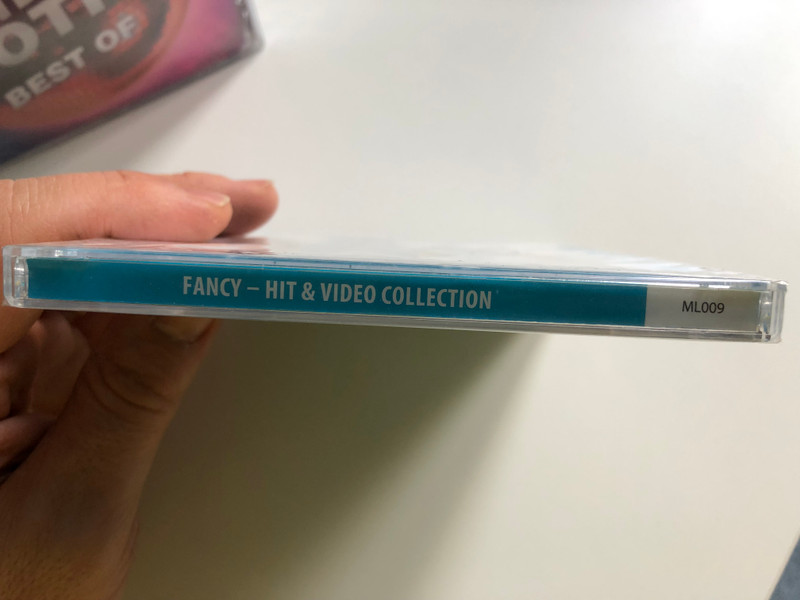 BEST OF
FANCY – HIT & VIDEO COLLECTION
ML009